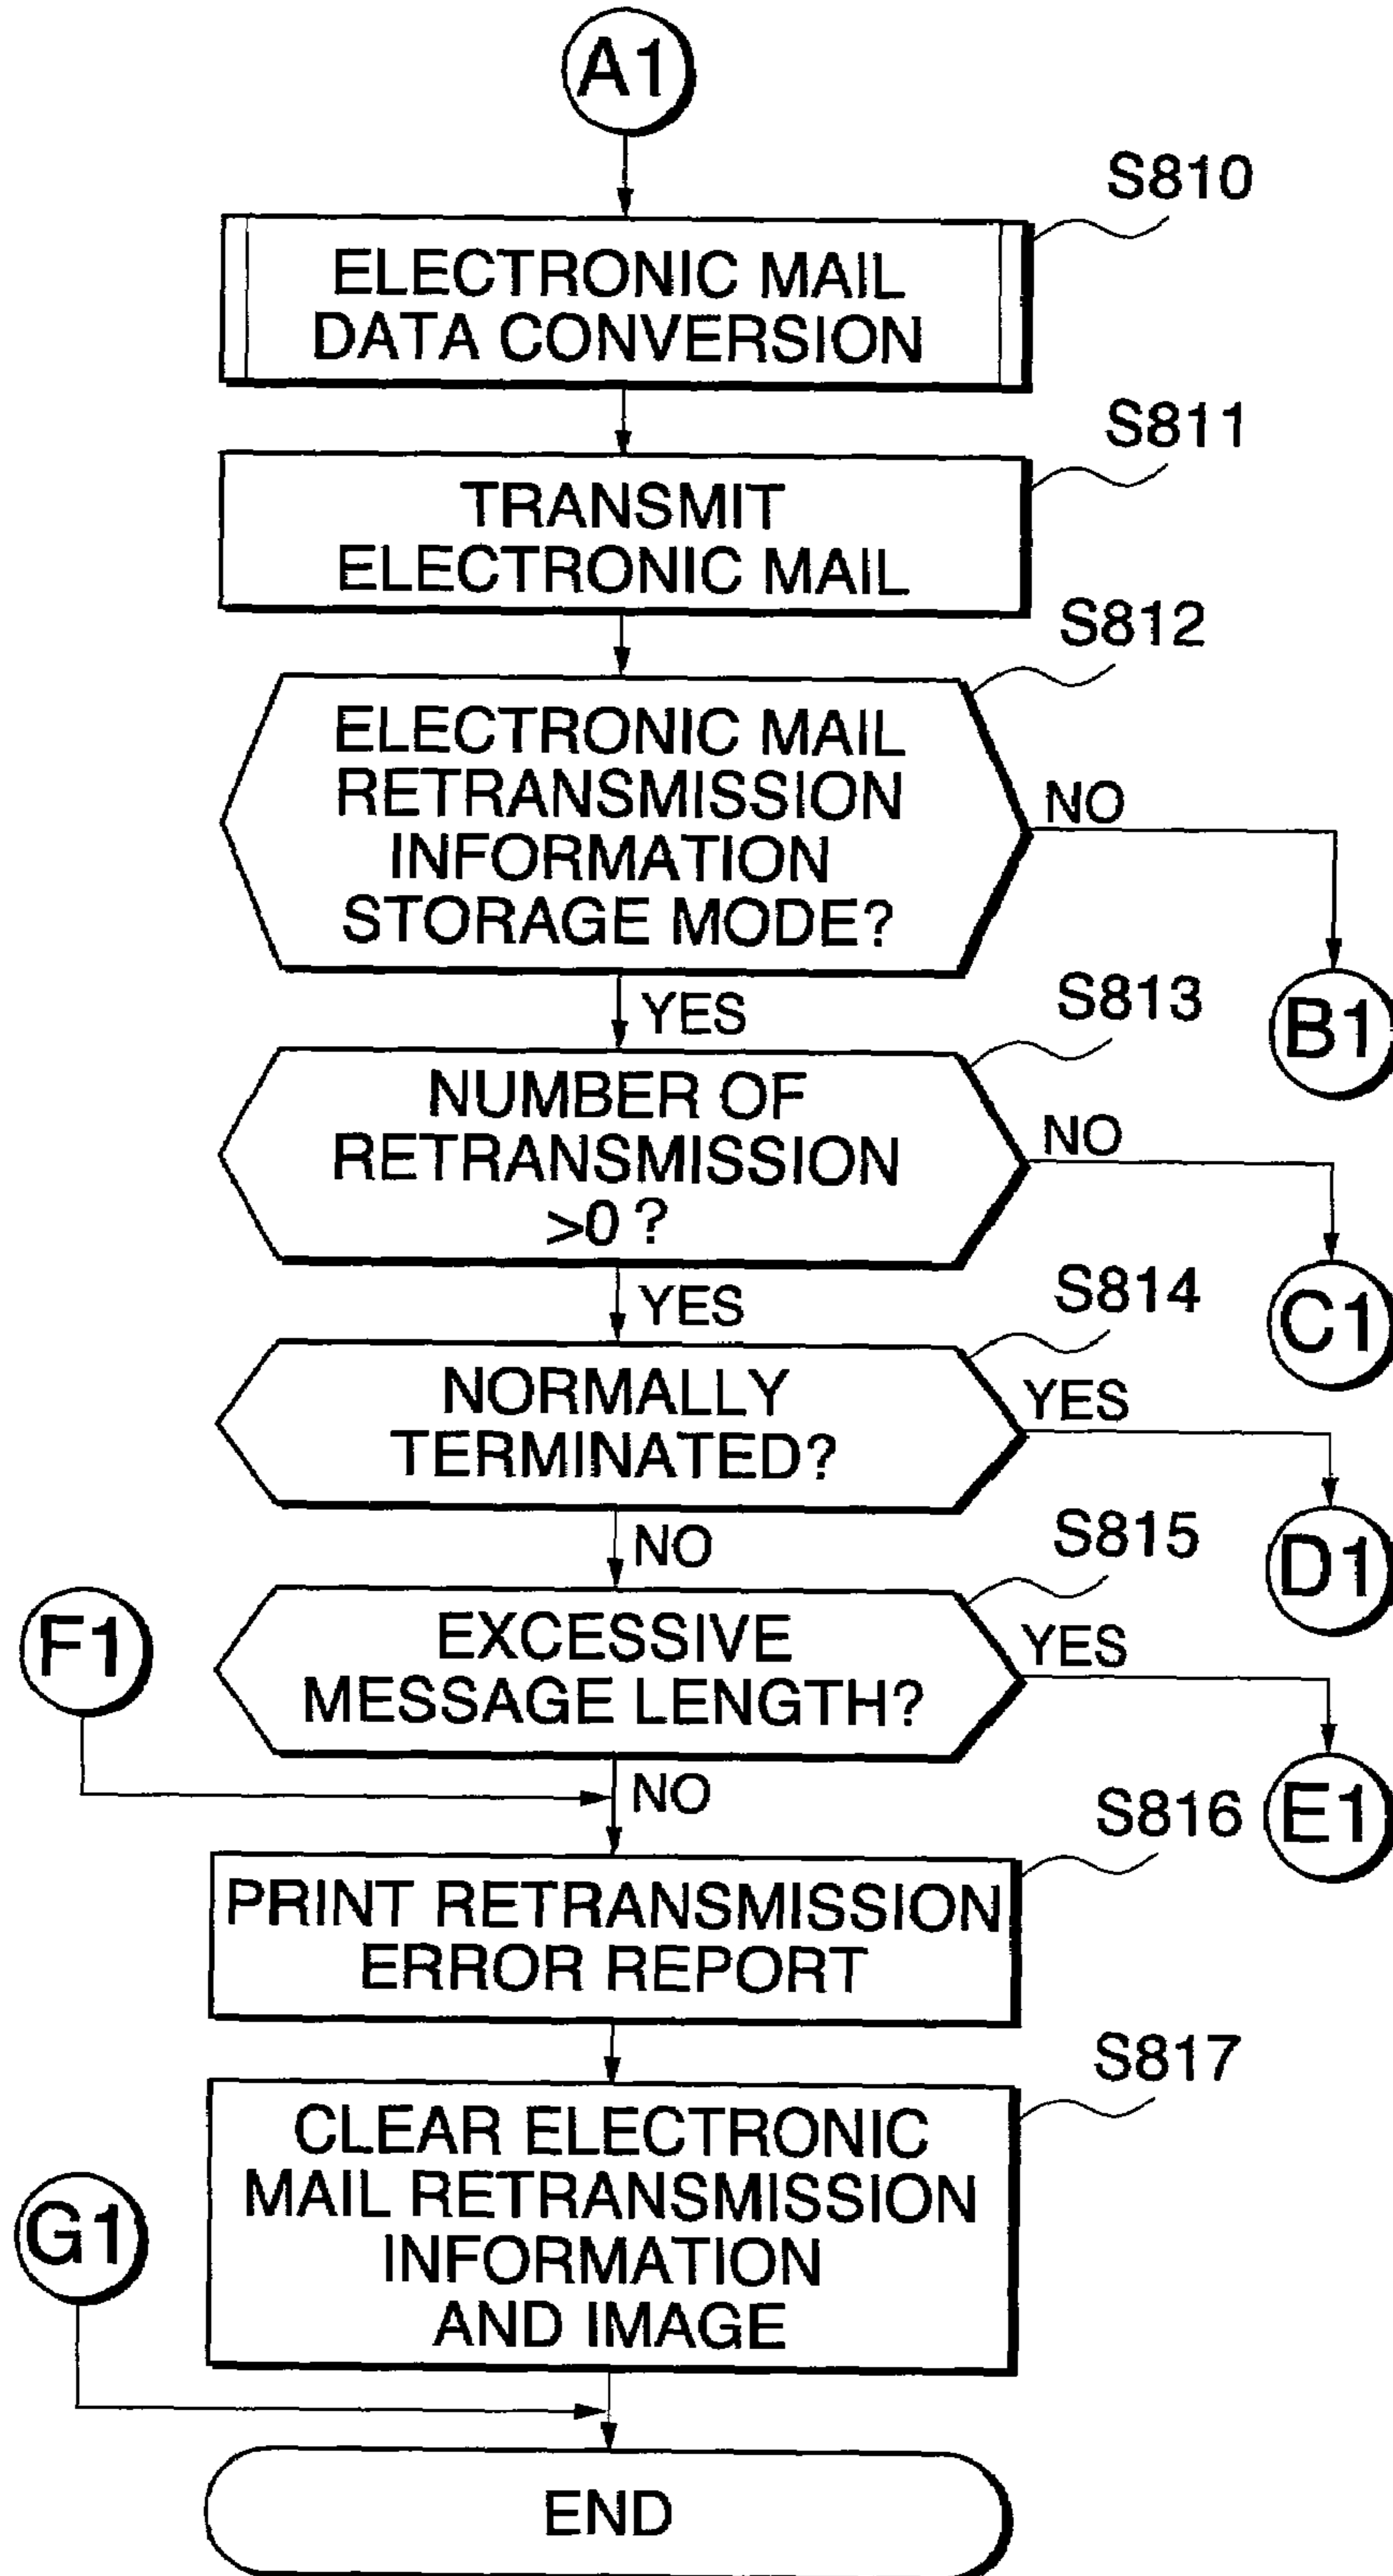 A1
S810
ELECTRONIC MAIL
DATA CONVERSION
S811
TRANSMIT
ELECTRONIC MAIL
S812
ELECTRONIC MAIL
RETRANSMISSION
INFORMATION
STORAGE MODE?
NO
B1
YES
S813
NUMBER OF
RETRANSMISSION
>0 ?
NO
C1
YES
S814
NORMALLY
TERMINATED?
YES
D1
NO
S815
F1
EXCESSIVE
MESSAGE LENGTH?
YES
E1
NO
S816
PRINT RETRANSMISSION
ERROR REPORT
S817
CLEAR ELECTRONIC
MAIL RETRANSMISSION
INFORMATION
AND IMAGE
G1
END